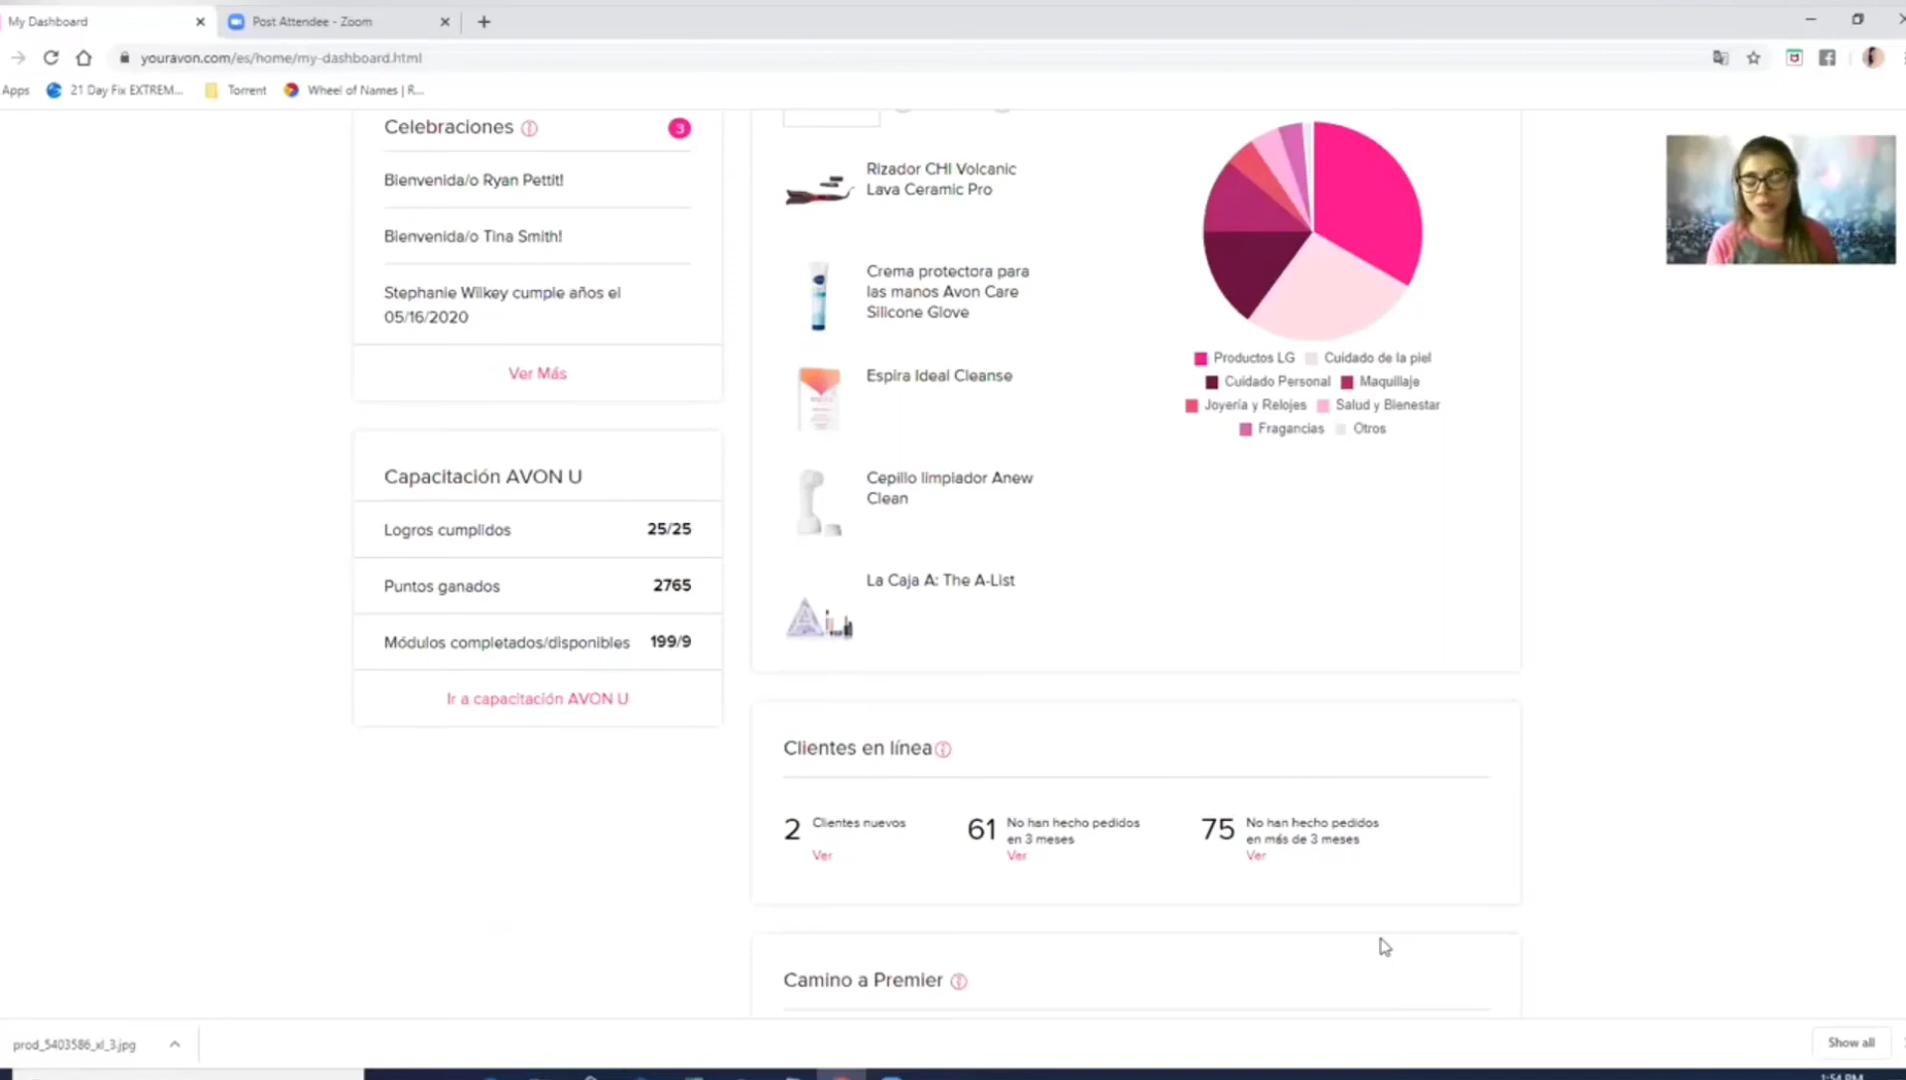 My Dashboard
Post Attendee - Zoom
youravon.com/es/home/my-dashboard.html
Apps
21 Day Fix EXTREM...
Torrent
Wheel of Names | R...
Celebraciones
3
Bienvenida/o Ryan Pettit!
Bienvenida/o Tina Smith!
Stephanie Wilkey cumple años el
05/16/2020
Ver Más
Capacitación AVON U
Logros cumplidos 25/25
Puntos ganados 2765
Módulos completados/disponibles 199/9
Ir a capacitación AVON U
Rizador CHI Volcanic
Lava Ceramic Pro
Crema protectora para
las manos Avon Care
Silicone Glove
Espira Ideal Cleanse
Cepillo limpiador Anew
Clean
La Caja A: The A-List
Productos LG Cuidado de la piel
Cuidado Personal Maquillaje
Joyería y Relojes Salud y Bienestar
Fragancias Otros
Clientes en línea
2 Clientes nuevos
Ver
61 No han hecho pedidos
en 3 meses
Ver
75 No han hecho pedidos
en más de 3 meses
Ver
Camino a Premier
prod_5403586_xl_3.jpg
Show all
1:54 PM